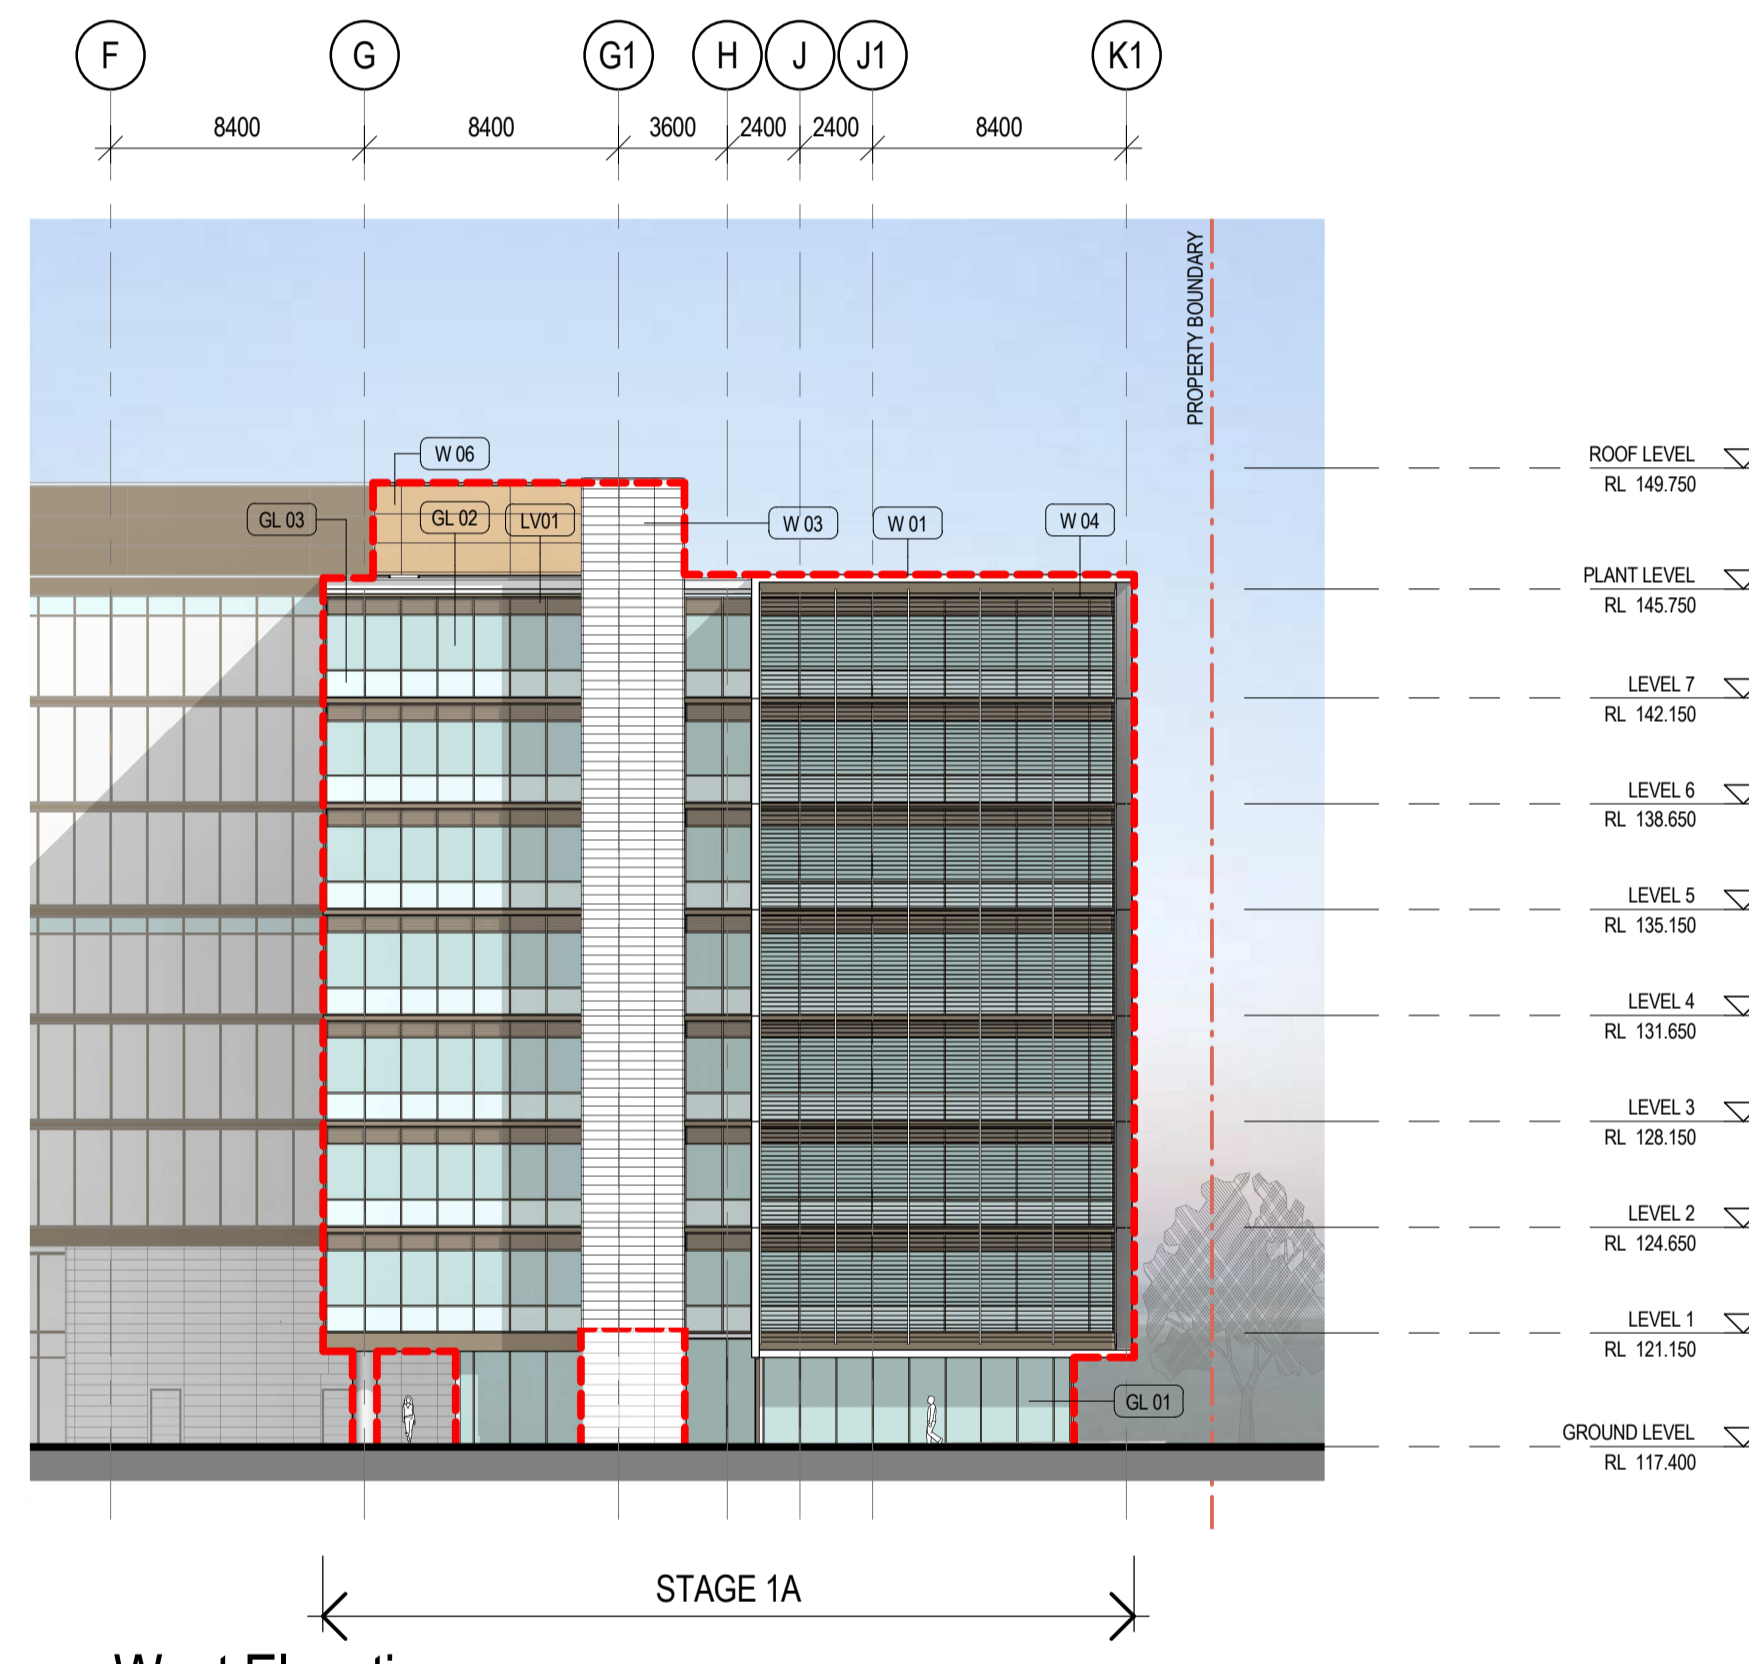 F G G1 H J J1 K1
8400 8400 3600 2400 2400 8400
PROPERTY BOUNDARY
W 06
GL 03 GL 02 LV01 W 03 W 01 W 04
ROOF LEVEL
RL 149.750
PLANT LEVEL
RL 145.750
LEVEL 7
RL 142.150
LEVEL 6
RL 138.650
LEVEL 5
RL 135.150
LEVEL 4
RL 131.650
LEVEL 3
RL 128.150
LEVEL 2
RL 124.650
LEVEL 1
RL 121.150
GL 01
GROUND LEVEL
RL 117.400
STAGE 1A